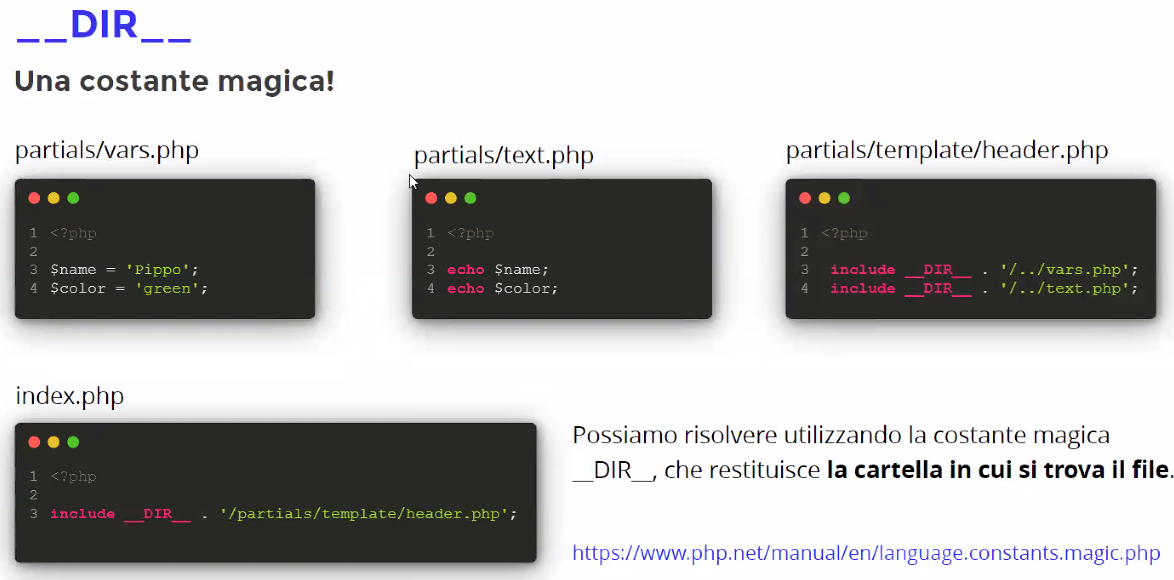 __DIR__
Una costante magica!
partials/vars.php
1 <?php
2
3 $name = 'Pippo';
4 $color = 'green';
partials/text.php
1 <?php
2
3 echo $name;
4 echo $color;
partials/template/header.php
1 <?php
2
3 include __DIR__ . '/../vars.php';
4 include __DIR__ . '/../text.php';
index.php
1 <?php
2
3 include __DIR__ . '/partials/template/header.php';
Possiamo risolvere utilizzando la costante magica
__DIR__, che restituisce la cartella in cui si trova il file.
https://www.php.net/manual/en/language.constants.magic.php